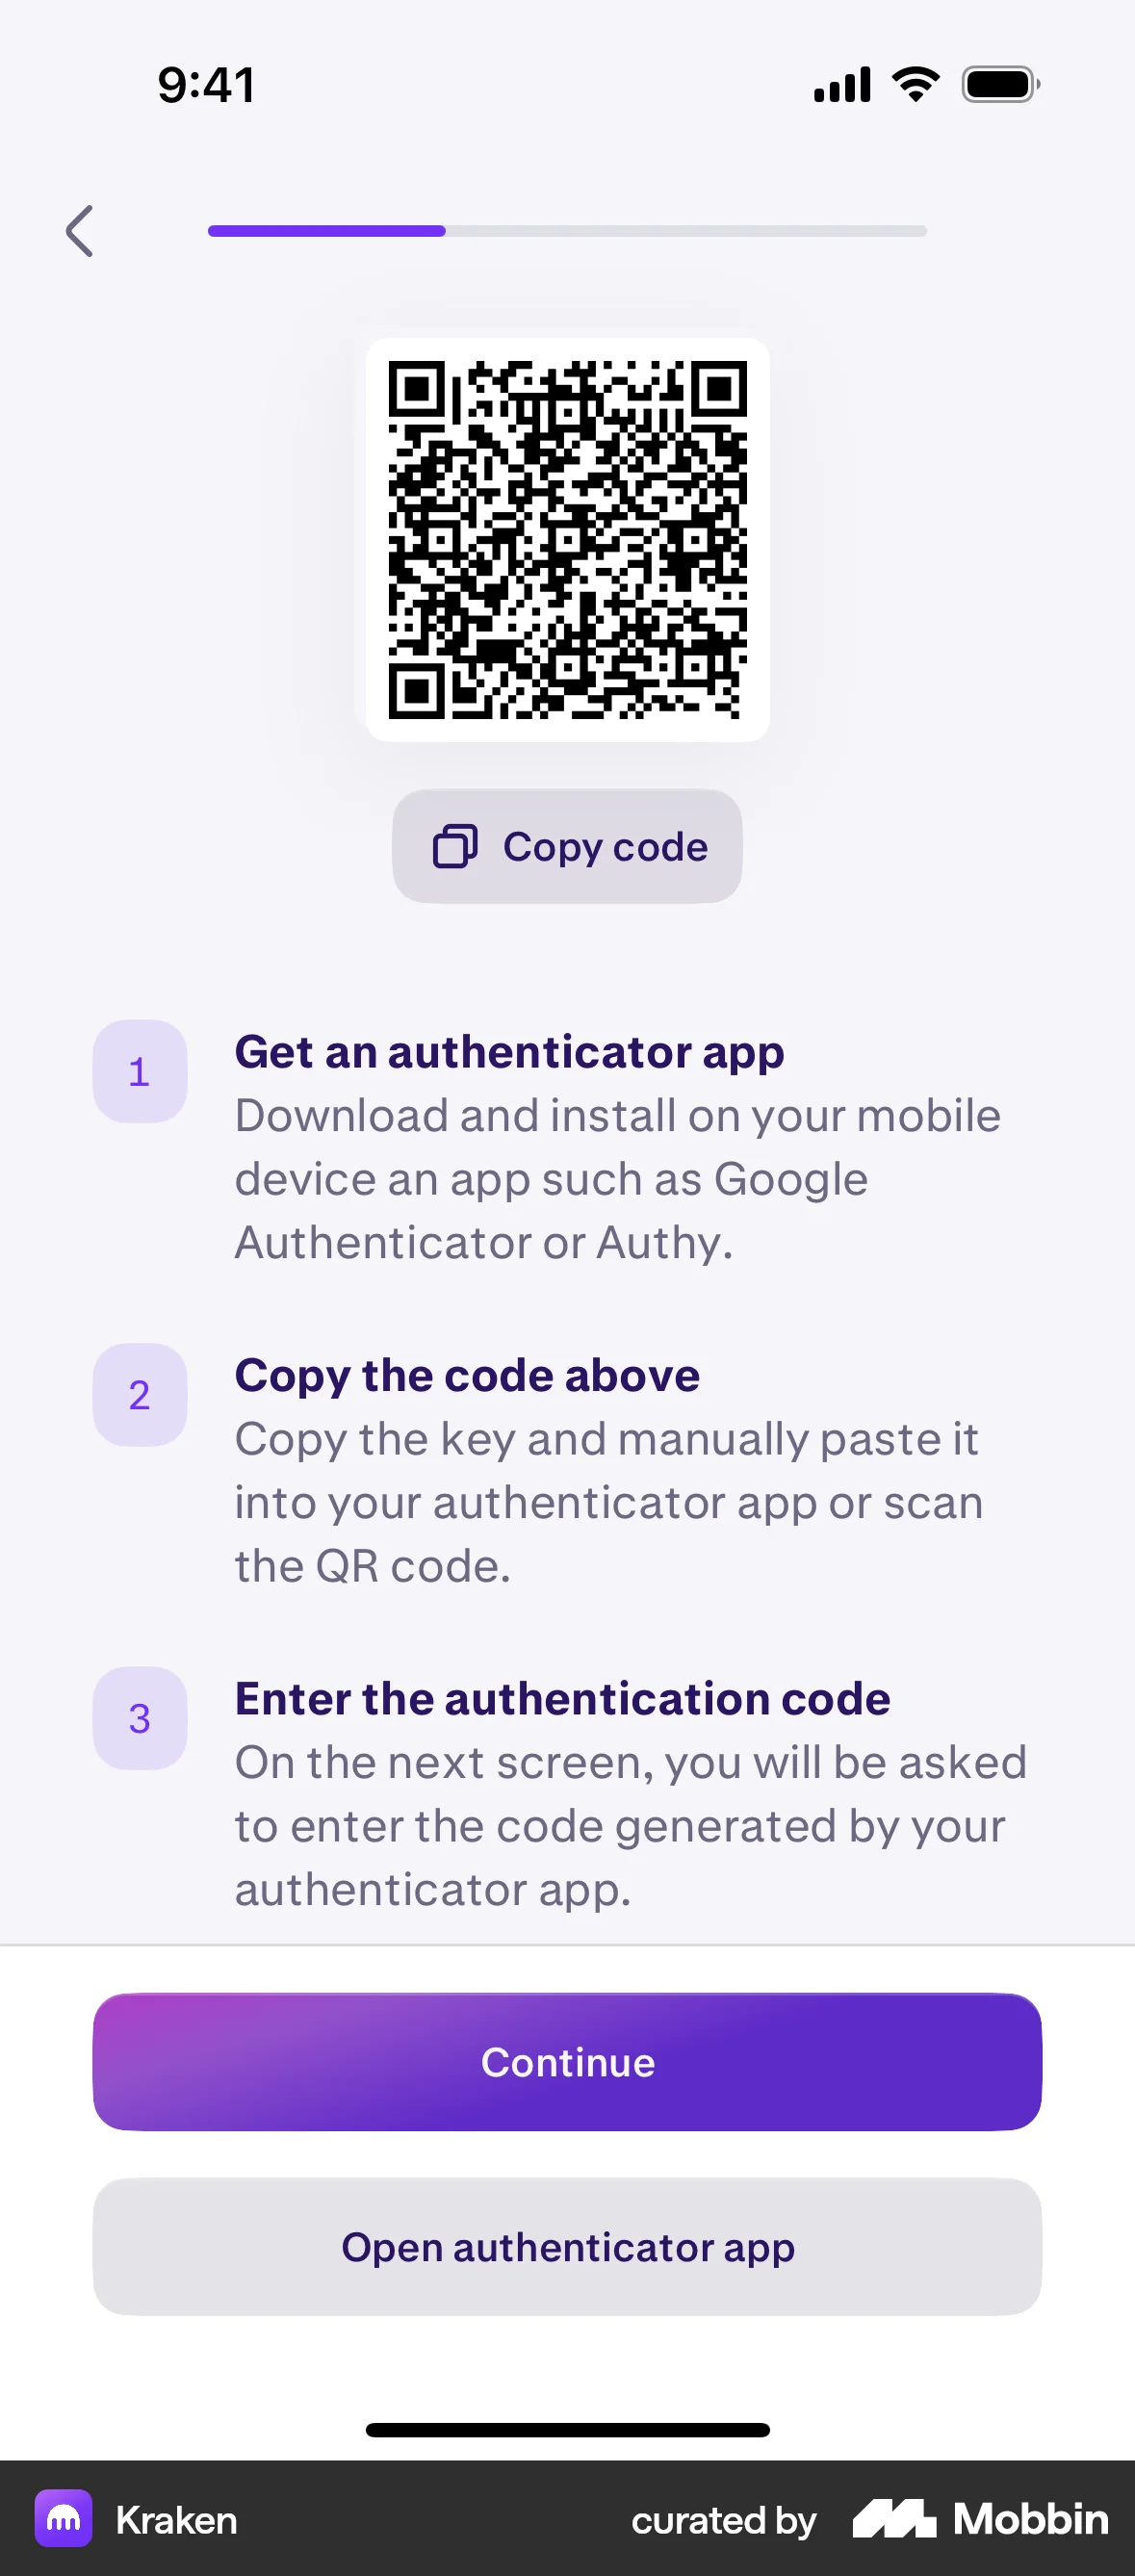 9:41
Copy code
1
Get an authenticator app
Download and install on your mobile
device an app such as Google
Authenticator or Authy.
2
Copy the code above
Copy the key and manually paste it
into your authenticator app or scan
the QR code.
3
Enter the authentication code
On the next screen, you will be asked
to enter the code generated by your
authenticator app.
Continue
Open authenticator app
Kraken
curated by Mobbin